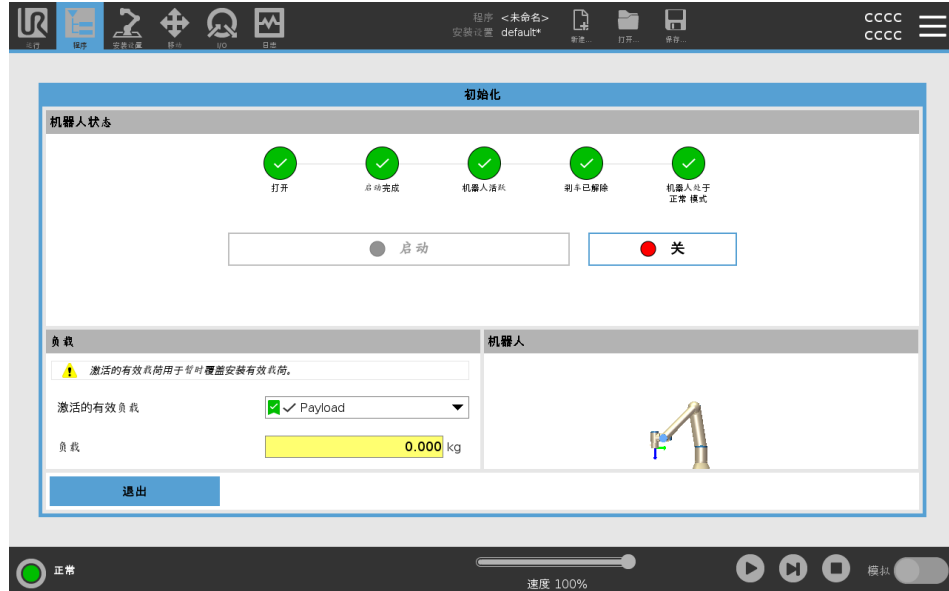 UR
运行
程序
安装设置
移动
I/O
日志
程序 <未命名>
安装设置 default*
新建...
打开...
保存...
cccc
cccc
初始化
机器人状态
打开
启动完成
机器人活跃
刹车已解除
机器人处于
正常 模式
启动
关
负载
机器人
激活的有效载荷用于暂时覆盖安装有效载荷。
激活的有效负载
Payload
负载
0.000 kg
退出
正常
速度 100%
模拟